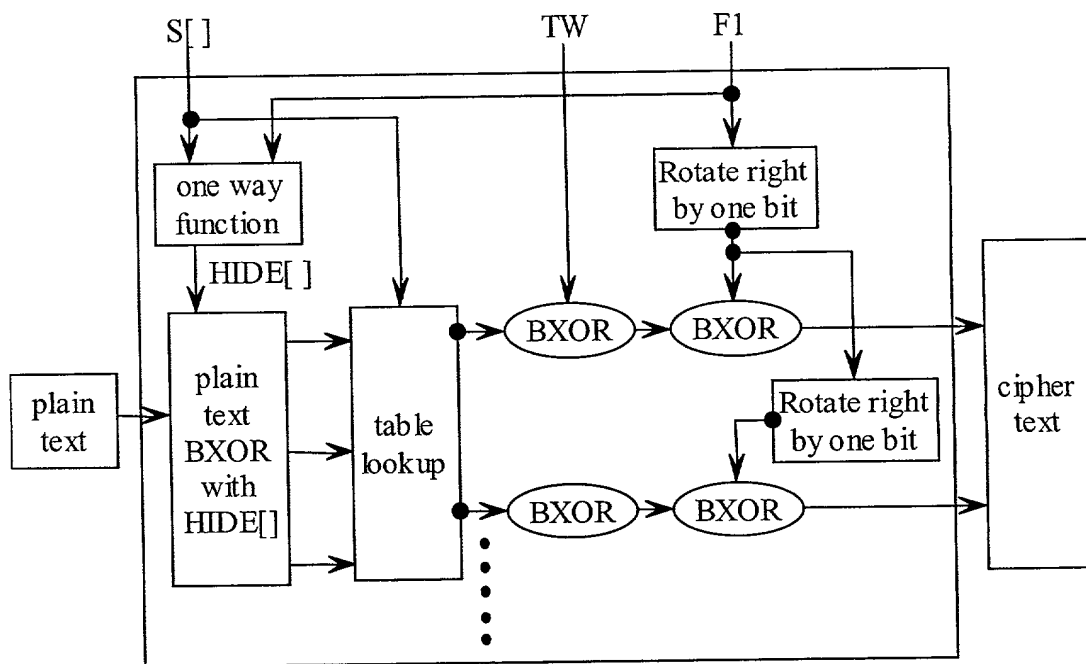 S[ ]
TW
F1
one way
function
Rotate right
by one bit
HIDE[ ]
plain
text
plain
text
BXOR
with
HIDE[]
table
lookup
BXOR
BXOR
Rotate right
by one bit
BXOR
BXOR
cipher
text